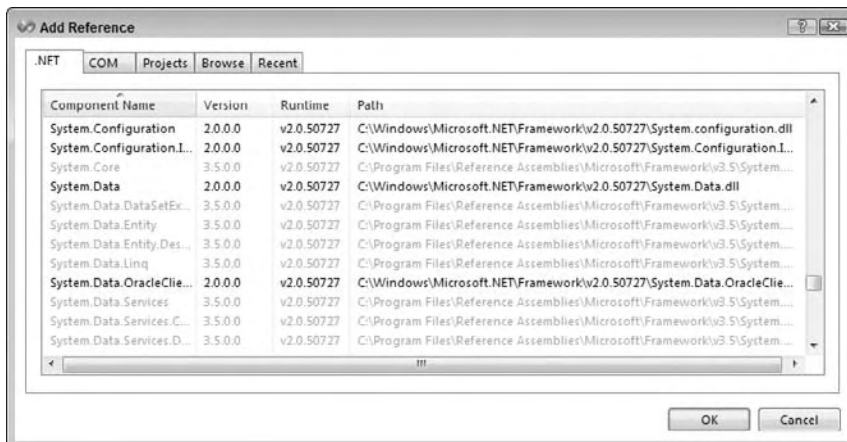 Add Reference
.NET COM Projects Browse Recent
Component Name Version Runtime Path
System.Configuration 2.0.0.0 v2.0.50727 C:\Windows\Microsoft.NET\Framework\v2.0.50727\System.configuration.dll
System.Configuration.I... 2.0.0.0 v2.0.50727 C:\Windows\Microsoft.NET\Framework\v2.0.50727\System.Configuration.I...
System.Core 3.5.0.0 v2.0.50727 C:\Program Files\Reference Assemblies\Microsoft\Framework\v3.5\System....
System.Data 2.0.0.0 v2.0.50727 C:\Windows\Microsoft.NET\Framework\v2.0.50727\System.Data.dll
System.Data.DataSetEx... 3.5.0.0 v2.0.50727 C:\Program Files\Reference Assemblies\Microsoft\Framework\v3.5\System....
System.Data.Entity 3.5.0.0 v2.0.50727 C:\Program Files\Reference Assemblies\Microsoft\Framework\v3.5\System....
System.Data.Entity.Des... 3.5.0.0 v2.0.50727 C:\Program Files\Reference Assemblies\Microsoft\Framework\v3.5\System....
System.Data.Linq 3.5.0.0 v2.0.50727 C:\Program Files\Reference Assemblies\Microsoft\Framework\v3.5\System....
System.Data.OracleClie... 2.0.0.0 v2.0.50727 C:\Windows\Microsoft.NET\Framework\v2.0.50727\System.Data.OracleClie...
System.Data.Services 3.5.0.0 v2.0.50727 C:\Program Files\Reference Assemblies\Microsoft\Framework\v3.5\System....
System.Data.Services.C... 3.5.0.0 v2.0.50727 C:\Program Files\Reference Assemblies\Microsoft\Framework\v3.5\System....
System.Data.Services.D... 3.5.0.0 v2.0.50727 C:\Program Files\Reference Assemblies\Microsoft\Framework\v3.5\System....
OK Cancel